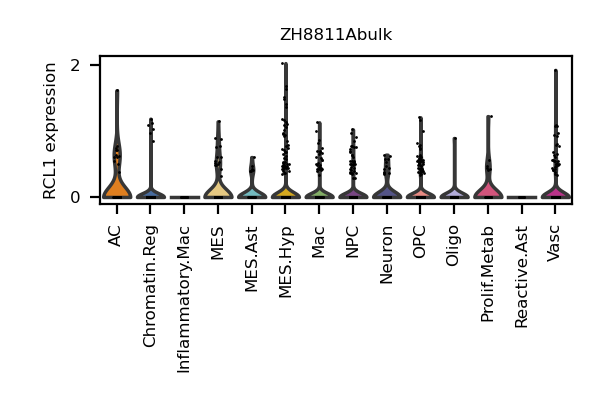 ZH8811Abulk
RCL1 expression
2
0
AC
Chromatin.Reg
Inflammatory.Mac
MES
MES.Ast
MES.Hyp
Mac
NPC
Neuron
OPC
Oligo
Prolif.Metab
Reactive.Ast
Vasc